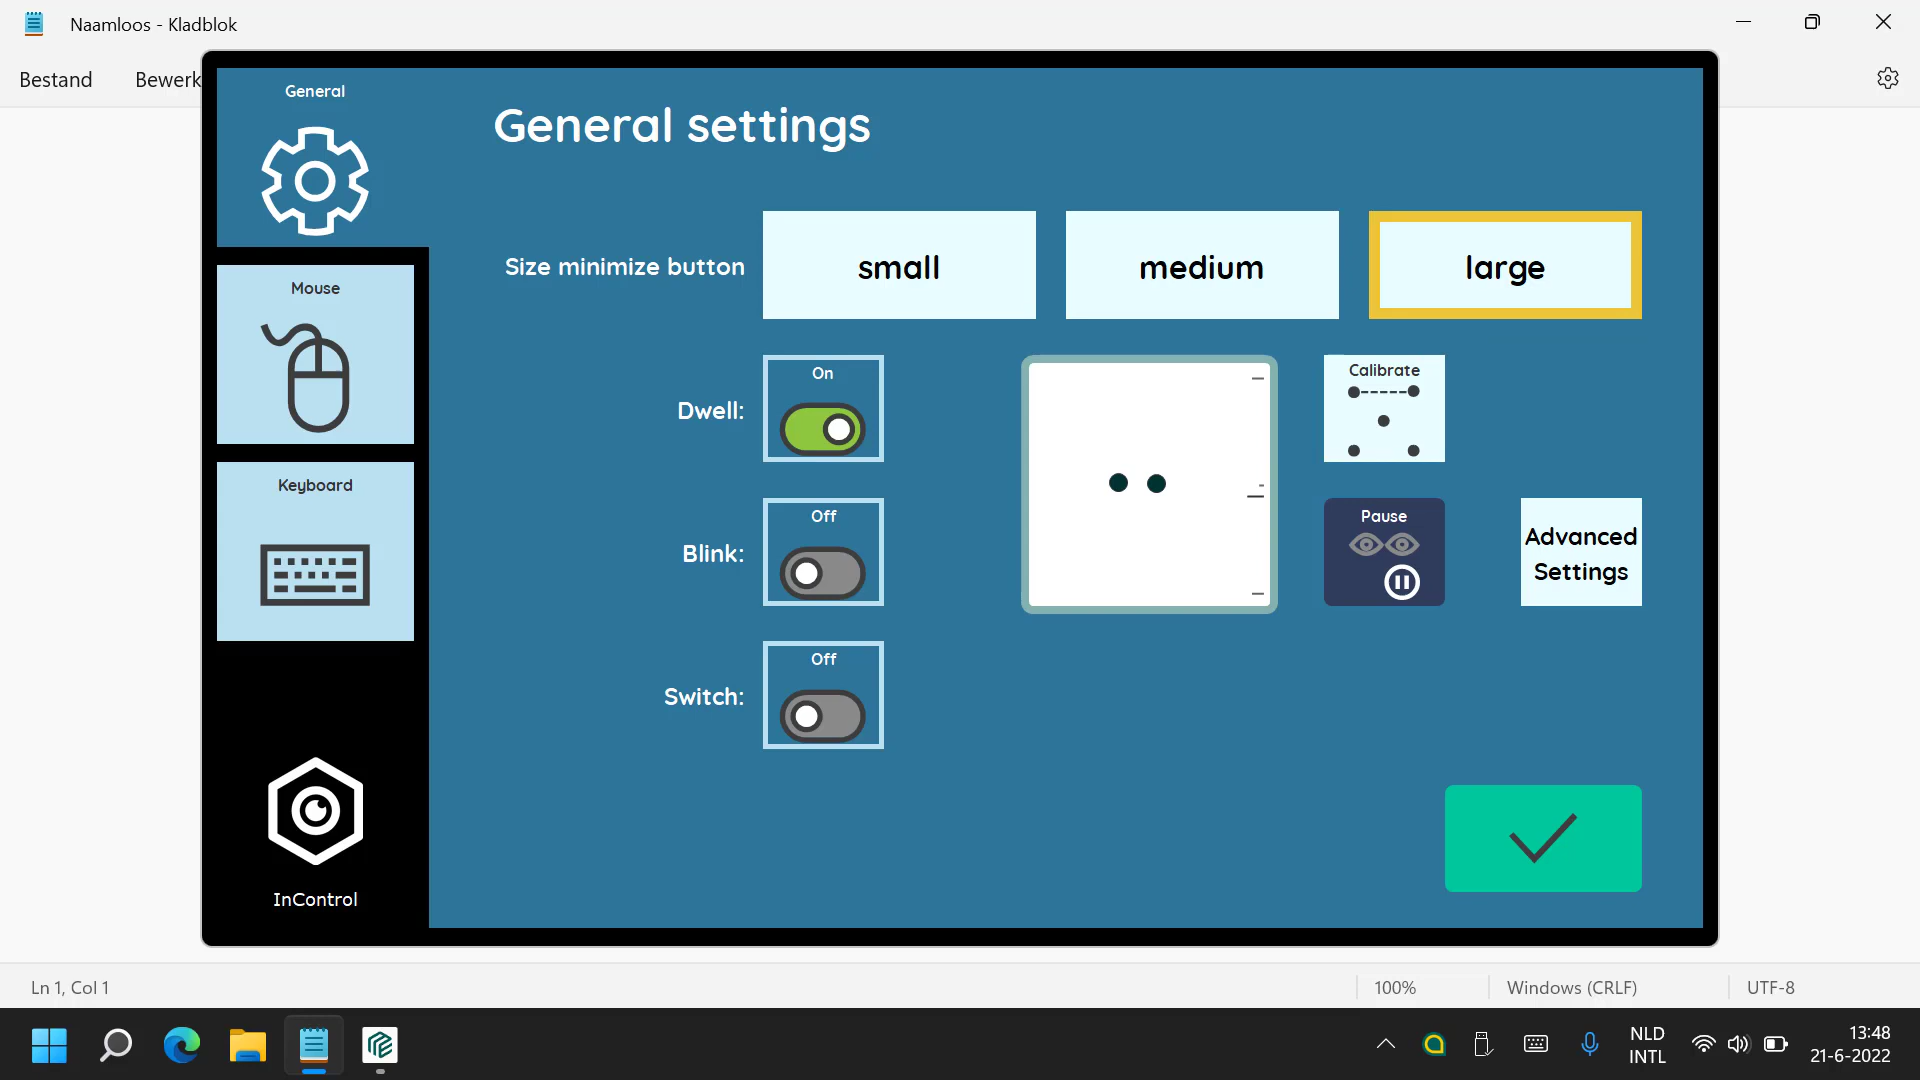 Naamloos - Kladblok
Bestand
Bewerk
General
General settings
Size minimize button
small
medium
large
Mouse
Dwell:
On
Calibrate
Keyboard
Blink:
Off
Pause
Advanced
Settings
Switch:
Off
InControl
Ln 1, Col 1
100%
Windows (CRLF)
UTF-8
NLD
INTL
13:48
21-6-2022